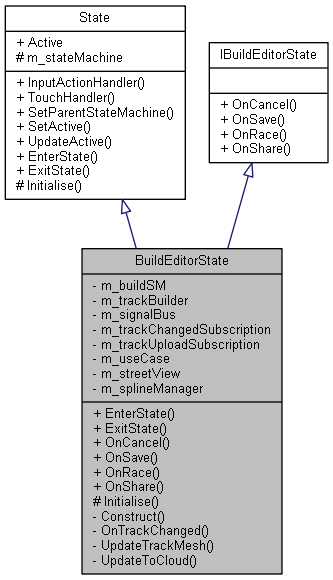 State
+ Active
# m_stateMachine
+ InputActionHandler()
+ TouchHandler()
+ SetParentStateMachine()
+ SetActive()
+ UpdateActive()
+ EnterState()
+ ExitState()
# Initialise()
IBuildEditorState
+ OnCancel()
+ OnSave()
+ OnRace()
+ OnShare()
BuildEditorState
- m_buildSM
- m_trackBuilder
- m_signalBus
- m_trackChangedSubscription
- m_trackUploadSubscription
- m_useCase
- m_streetView
- m_splineManager
+ EnterState()
+ ExitState()
+ OnCancel()
+ OnSave()
+ OnRace()
+ OnShare()
# Initialise()
- Construct()
- OnTrackChanged()
- UpdateTrackMesh()
- UpdateToCloud()